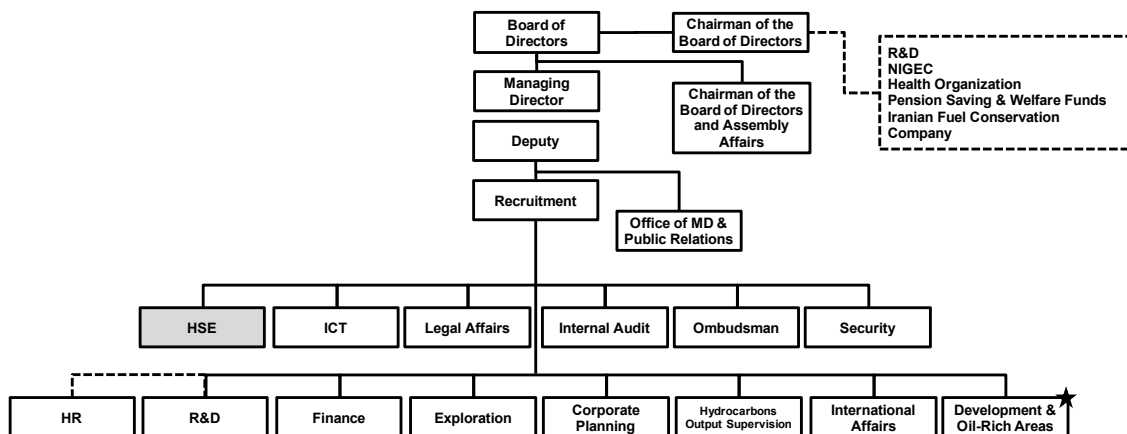 Board of
Directors
Chairman of the
Board of Directors
R&D
NIGEC
Health Organization
Pension Saving & Welfare Funds
Iranian Fuel Conservation
Company
Managing
Director
Chairman of the
Board of Directors
and Assembly
Affairs
Deputy
Recruitment
Office of MD &
Public Relations
HSE
ICT
Legal Affairs
Internal Audit
Ombudsman
Security
HR
R&D
Finance
Exploration
Corporate
Planning
Hydrocarbons
Output Supervision
International
Affairs
Development &
Oil-Rich Areas